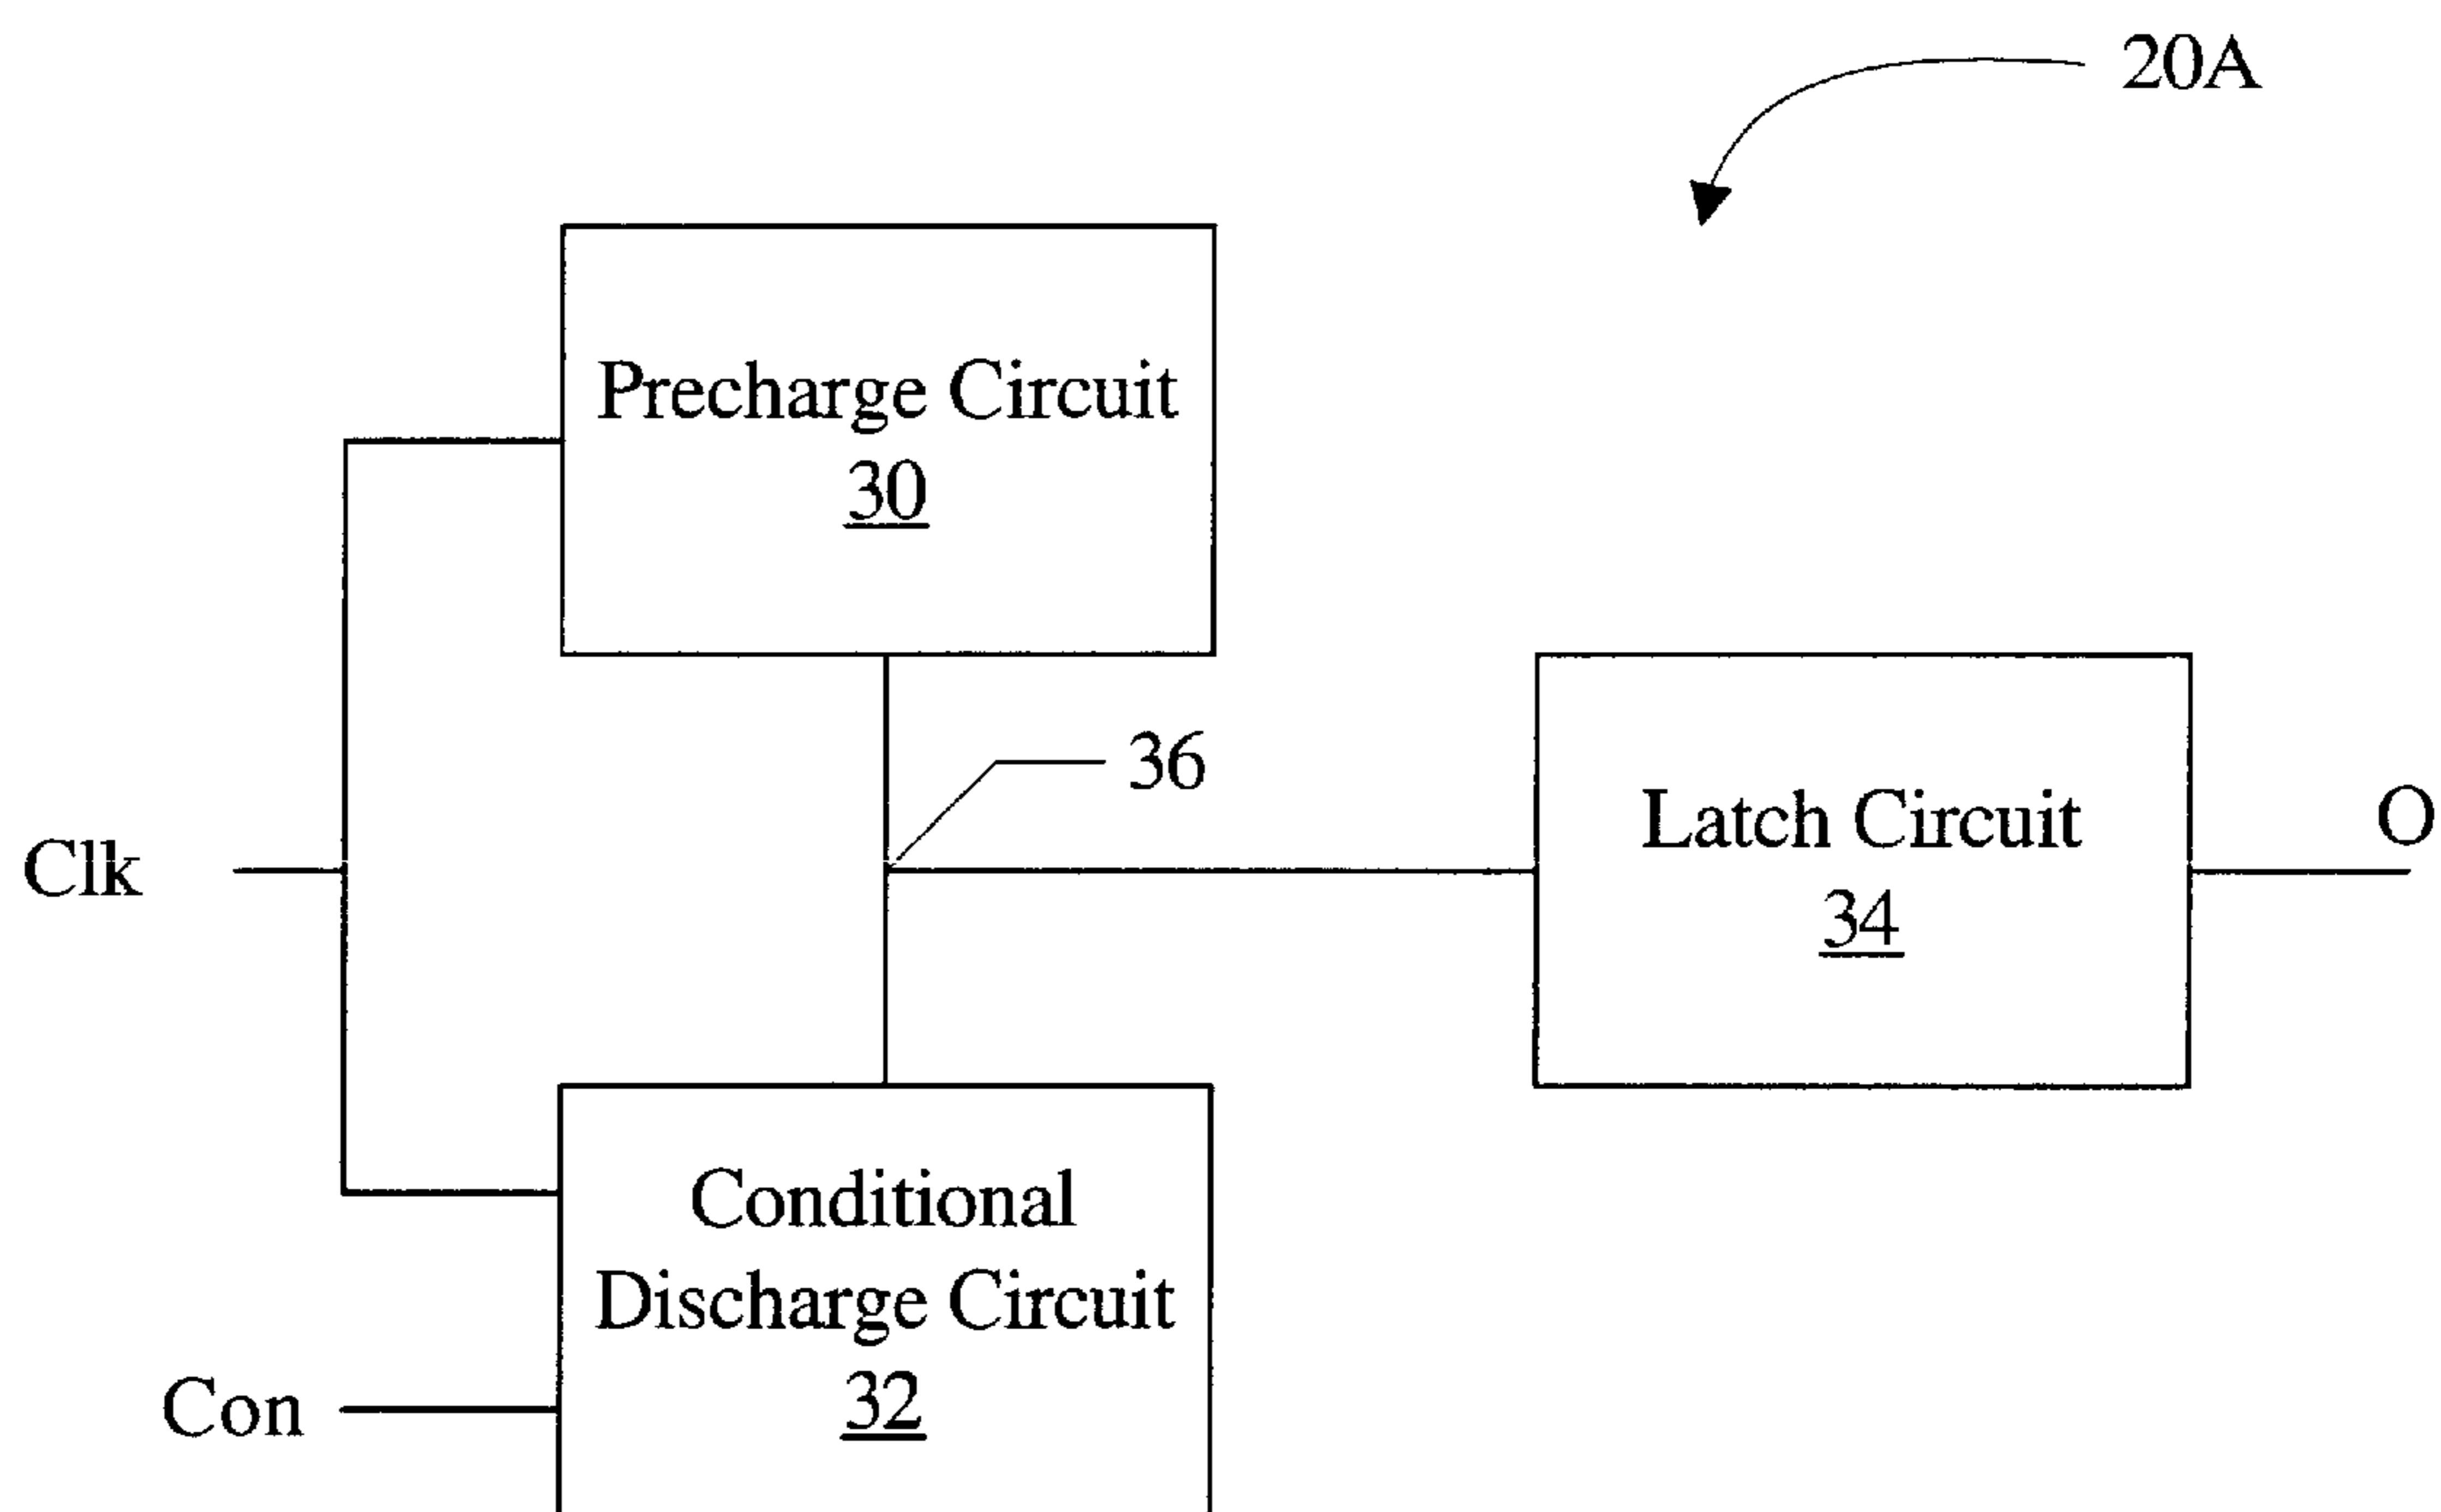 20A
Precharge Circuit
30
36
Clk
Latch Circuit
34
O
Conditional
Discharge Circuit
32
Con